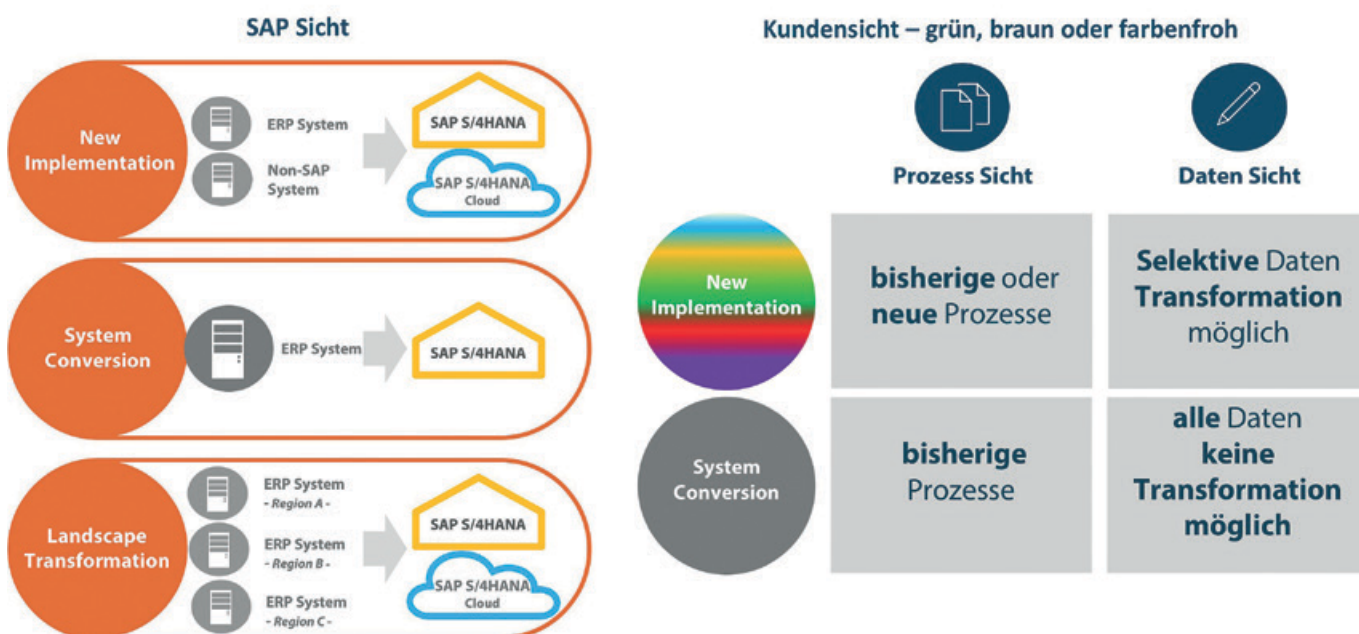 SAP Sicht
New
Implementation
ERP System
Non-SAP
System
SAP S/4HANA
SAP S/4HANA
Cloud
System
Conversion
ERP System
SAP S/4HANA
Landscape
Transformation
ERP System
- Region A -
ERP System
- Region B -
ERP System
- Region C -
SAP S/4HANA
SAP S/4HANA
Cloud
Kundensicht – grün, braun oder farbenfroh
Prozess Sicht
Daten Sicht
New
Implementation
bisherige oder
neue Prozesse
Selektive Daten
Transformation
möglich
System
Conversion
bisherige
Prozesse
alle Daten
keine
Transformation
möglich